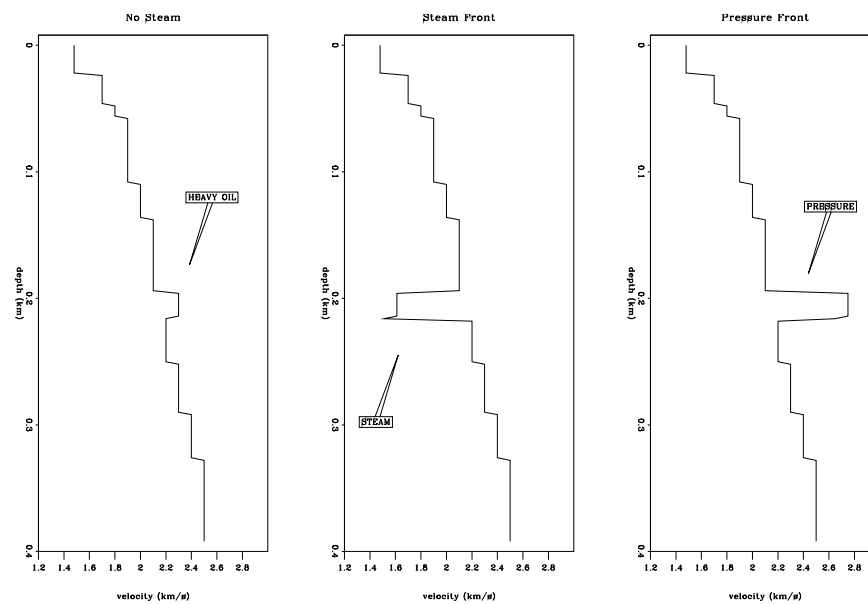 No Steam
0
0.1
0.2
0.3
0.4
depth (km)
HEAVY OIL
1.2 1.4 1.6 1.8 2 2.2 2.4 2.6 2.8
velocity (km/s)
Steam Front
0
0.1
0.2
0.3
0.4
depth (km)
STEAM
1.2 1.4 1.6 1.8 2 2.2 2.4 2.6 2.8
velocity (km/s)
Pressure Front
0
0.1
0.2
0.3
0.4
depth (km)
PRESSURE
1.2 1.4 1.6 1.8 2 2.2 2.4 2.6 2.8
velocity (km/s)